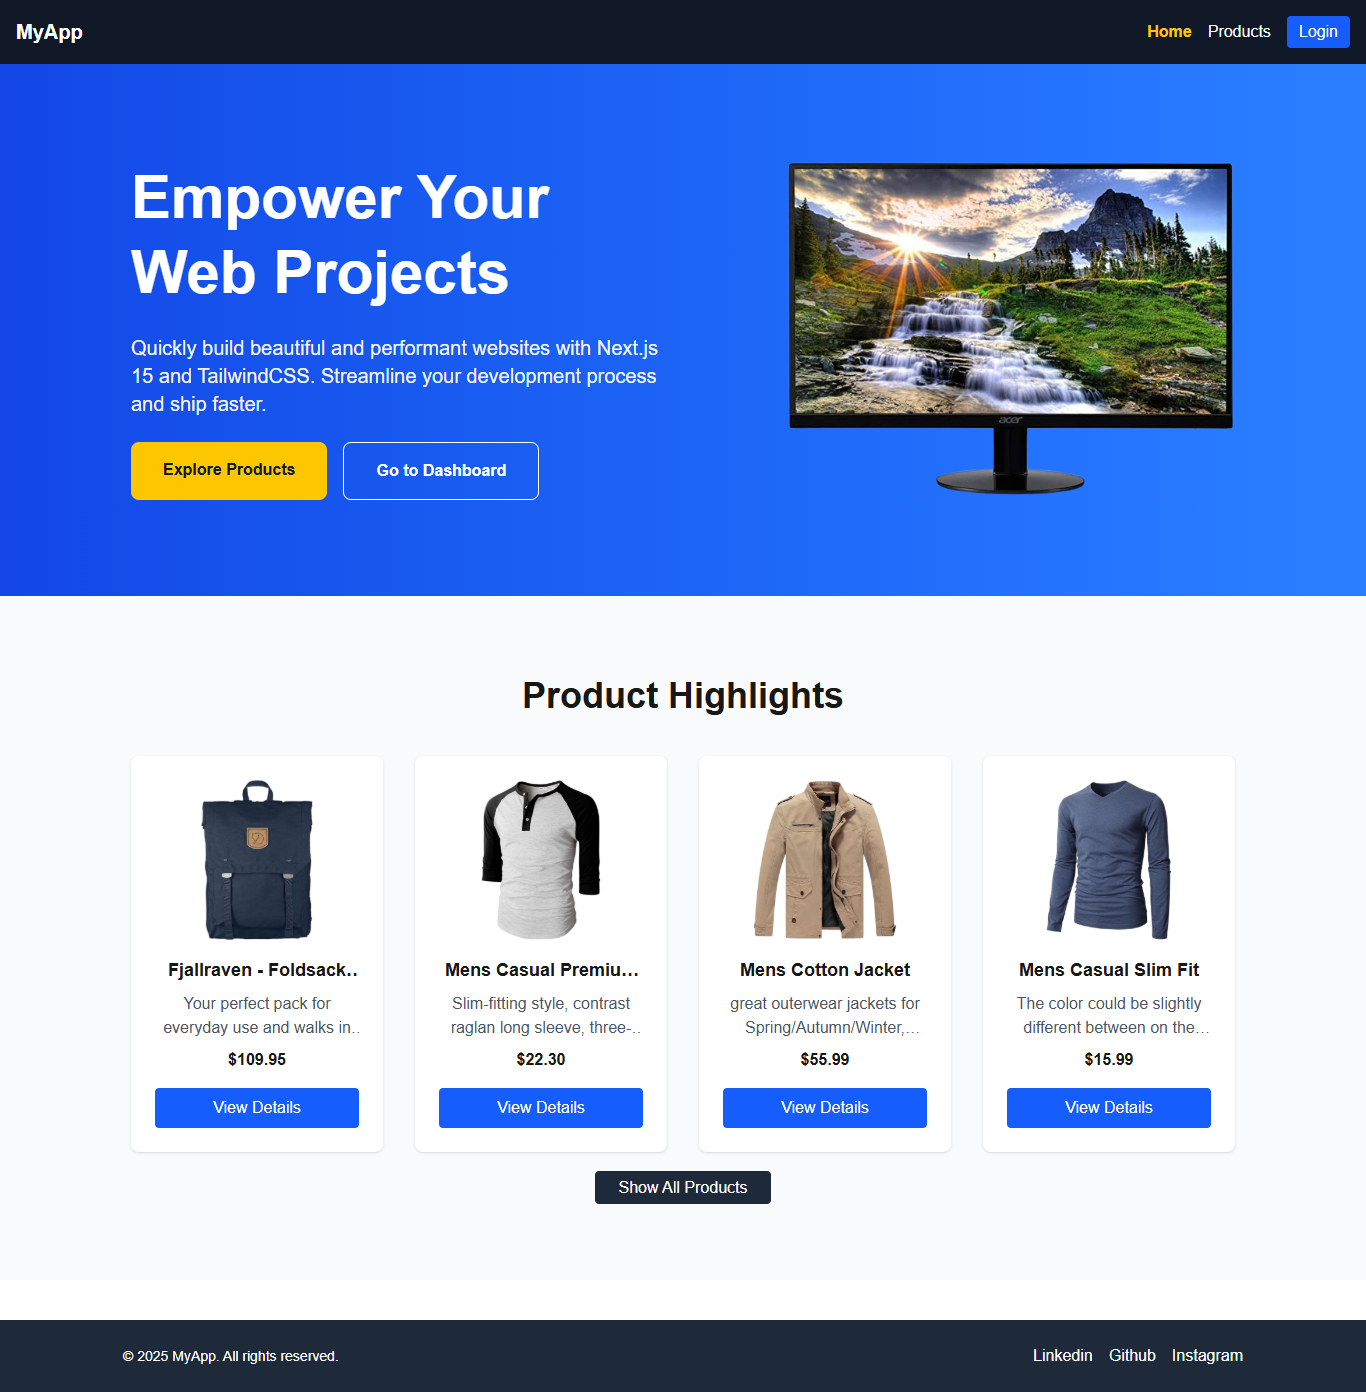 MyApp
Home
Products
Login
Empower Your
Web Projects
Quickly build beautiful and performant websites with Next.js
15 and TailwindCSS. Streamline your development process
and ship faster.
Explore Products
Go to Dashboard
acer
Product Highlights
Fjallraven - Foldsack..
Your perfect pack for
everyday use and walks in..
$109.95
View Details
Mens Casual Premiu...
Slim-fitting style, contrast
raglan long sleeve, three-..
$22.30
View Details
Mens Cotton Jacket
great outerwear jackets for
Spring/Autumn/Winter,...
$55.99
View Details
Mens Casual Slim Fit
The color could be slightly
different between on the...
$15.99
View Details
Show All Products
© 2025 MyApp. All rights reserved.
Linkedin
Github
Instagram